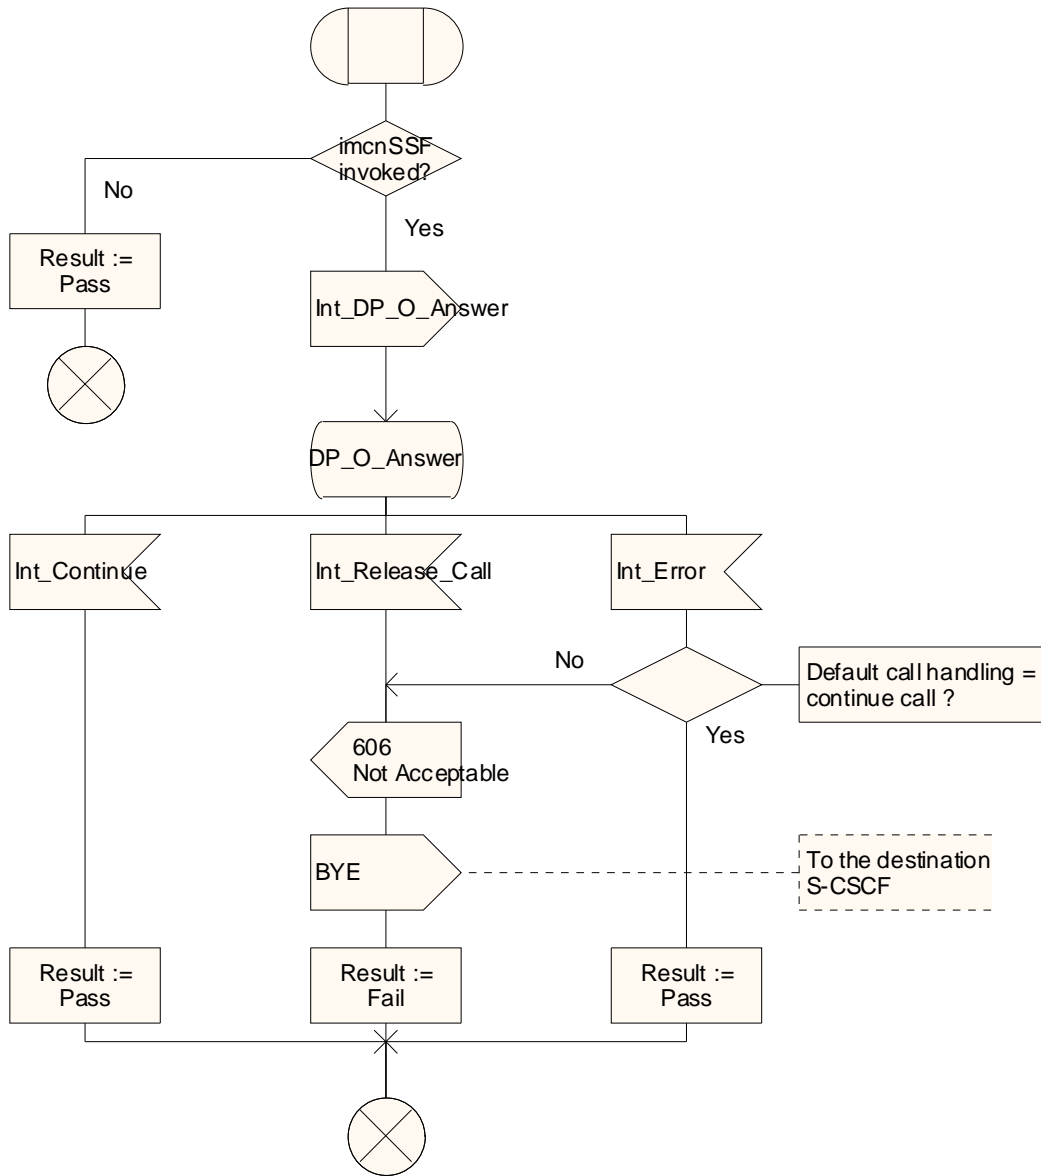 imcnSSF
invoked?
No
Yes
Result :=
Pass
Int_DP_O_Answer
DP_O_Answer
Int_Continue
Int_Release_Call
Int_Error
No
Default call handling =
continue call ?
Yes
606
Not Acceptable
BYE
To the destination
S-CSCF
Result :=
Pass
Result :=
Fail
Result :=
Pass